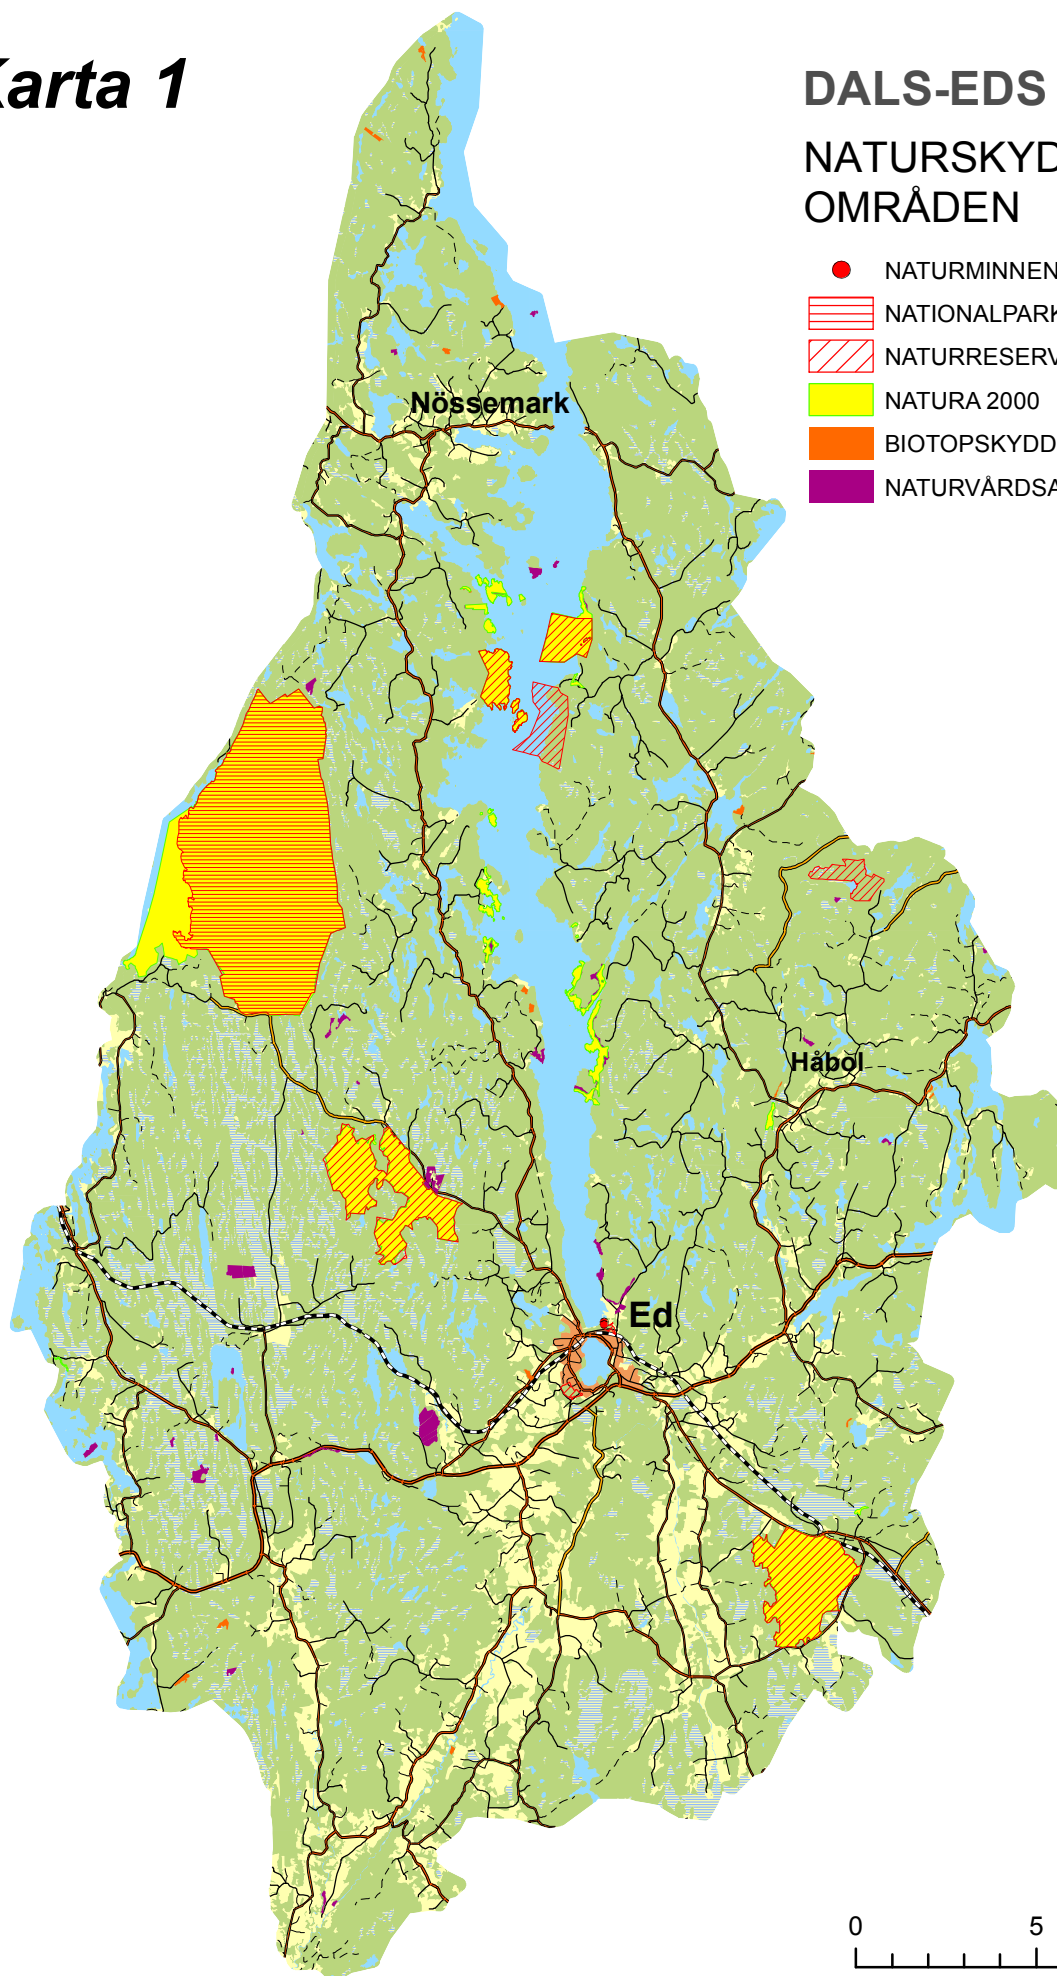 Karta 1
DALS-EDS
NATURSKYD
OMRÅDEN
NATURMINNEN
NATIONALPARK
NATURRESERV
NATURA 2000
BIOTOPSKYDD
NATURVÅRDSA
Nössemark
Håbol
Ed
0 5